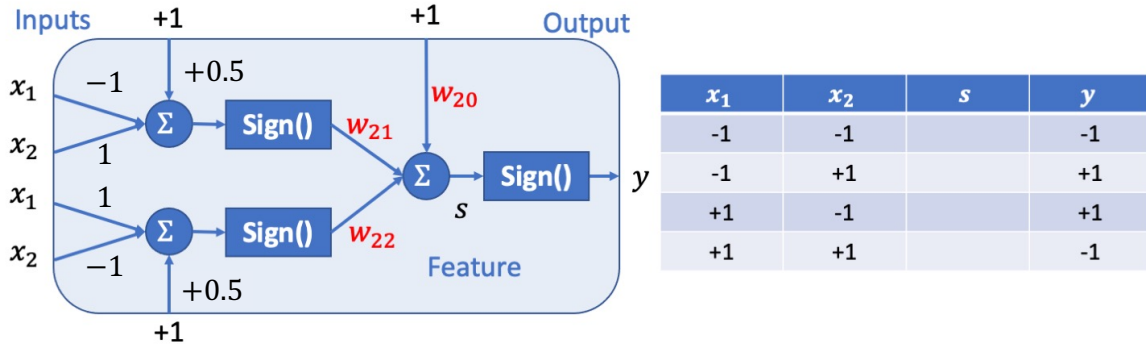 Inputs +1 +1 Output
x₁ −1 +0.5
w₂₀
Σ Sign() w₂₁
x₂ 1 Σ Sign() y
x₁ 1 s
Σ Sign() w₂₂
x₂ −1 +0.5 Feature
+1
x₁ x₂ s y
-1 -1 -1
-1 +1 +1
+1 -1 +1
+1 +1 -1